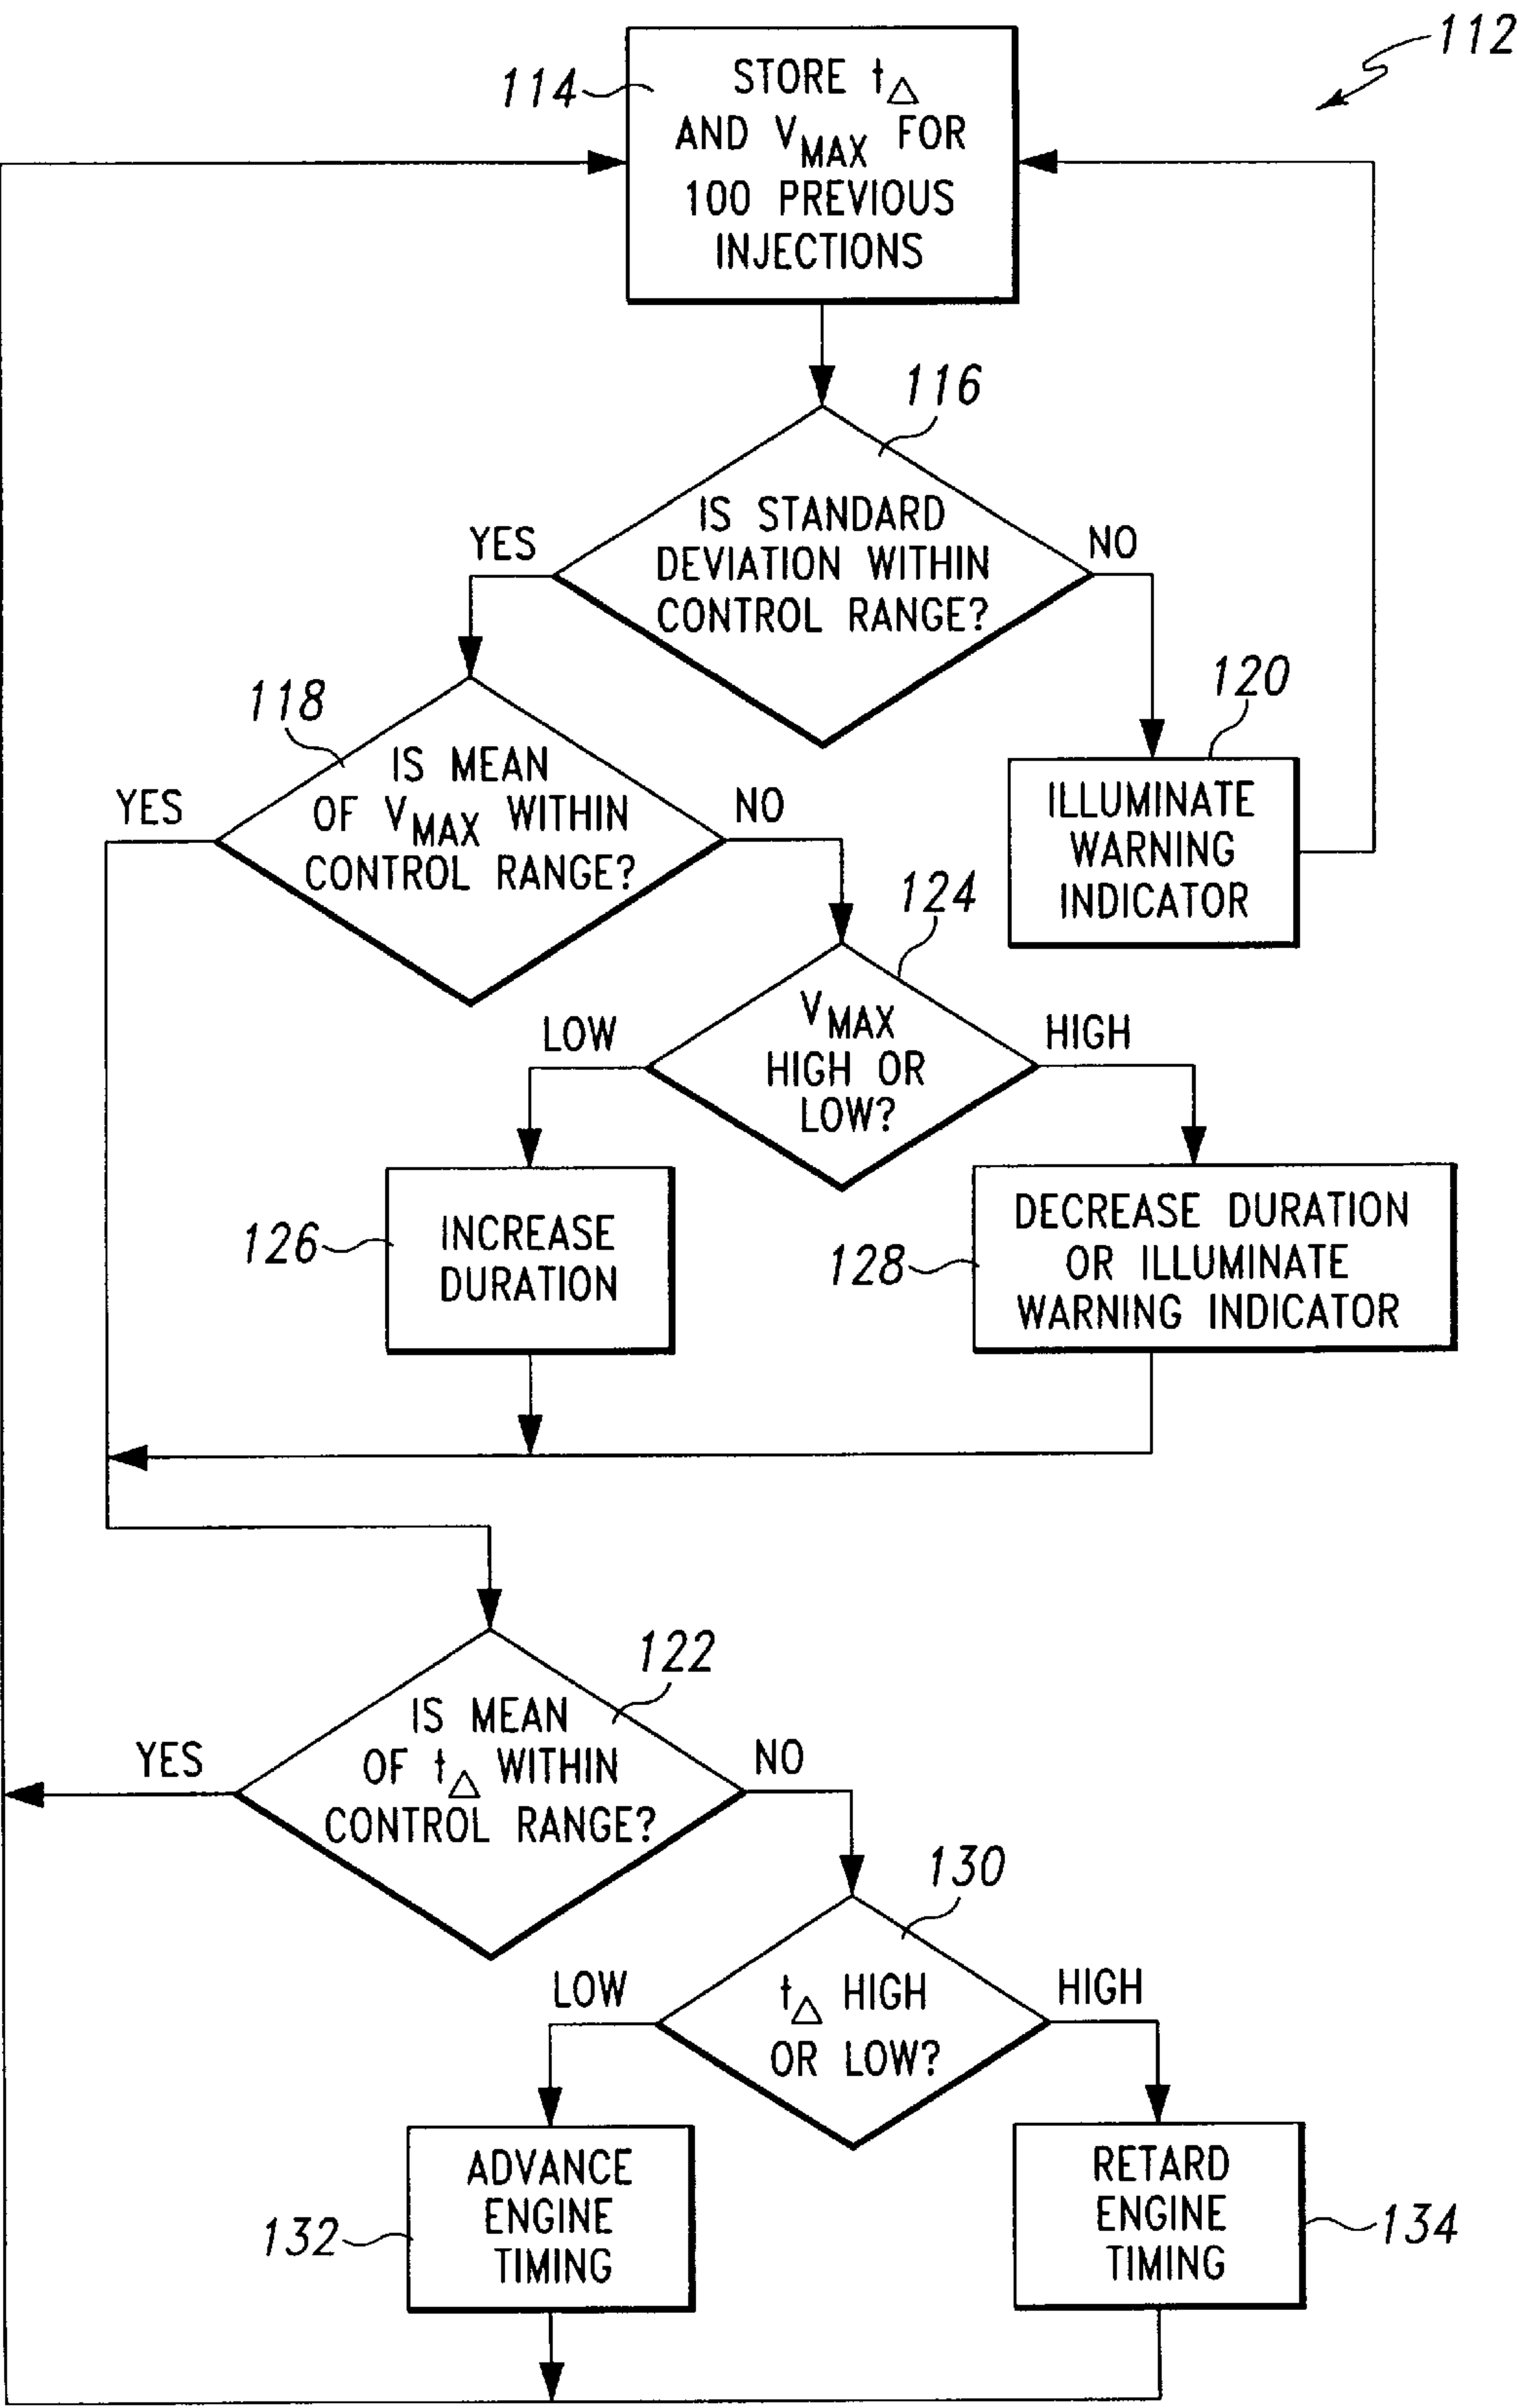 112
114
STORE t△
AND VMAX FOR
100 PREVIOUS
INJECTIONS
116
IS STANDARD
DEVIATION WITHIN
CONTROL RANGE?
YES
NO
118
IS MEAN
OF VMAX WITHIN
CONTROL RANGE?
YES
NO
120
ILLUMINATE
WARNING
INDICATOR
124
VMAX
HIGH OR
LOW?
LOW
HIGH
126
INCREASE
DURATION
128
DECREASE DURATION
OR ILLUMINATE
WARNING INDICATOR
122
IS MEAN
OF t△ WITHIN
CONTROL RANGE?
YES
NO
130
t△ HIGH
OR LOW?
LOW
HIGH
132
ADVANCE
ENGINE
TIMING
RETARD
ENGINE
TIMING
134